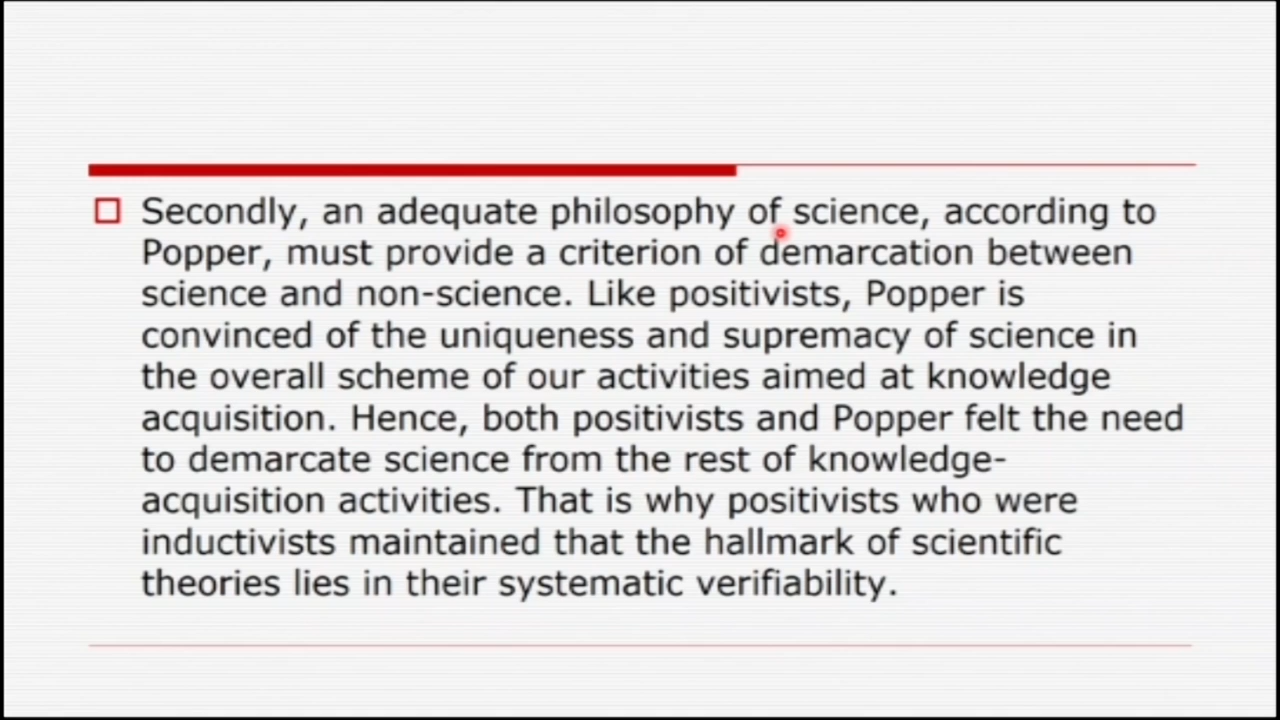 Secondly, an adequate philosophy of science, according to
Popper, must provide a criterion of demarcation between
science and non-science. Like positivists, Popper is
convinced of the uniqueness and supremacy of science in
the overall scheme of our activities aimed at knowledge
acquisition. Hence, both positivists and Popper felt the need
to demarcate science from the rest of knowledge-
acquisition activities. That is why positivists who were
inductivists maintained that the hallmark of scientific
theories lies in their systematic verifiability.